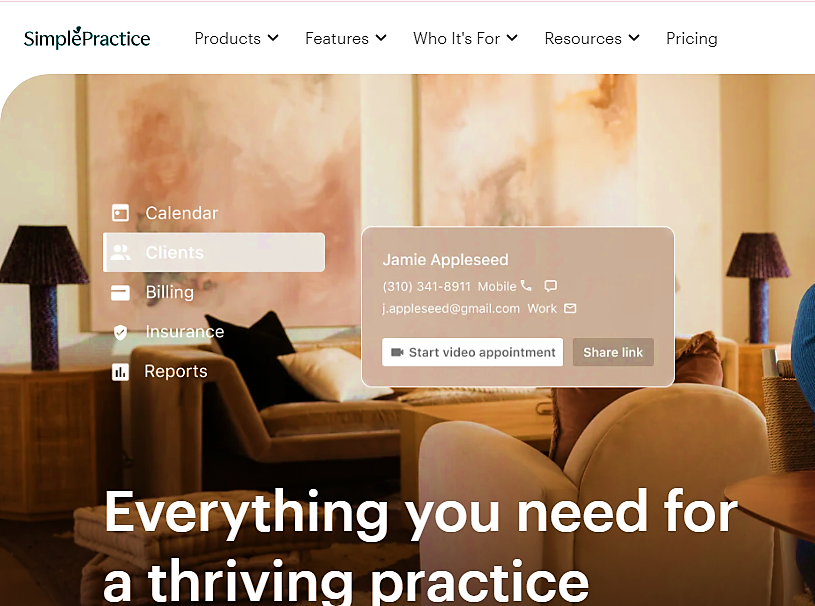 SimplePractice
Products
Features
Who It's For
Resources
Pricing
Calendar
Clients
Billing
Insurance
Reports
Jamie Appleseed
(310) 341-8911 Mobile
j.appleseed@gmail.com Work
Start video appointment
Share link
Everything you need for
a thriving practice